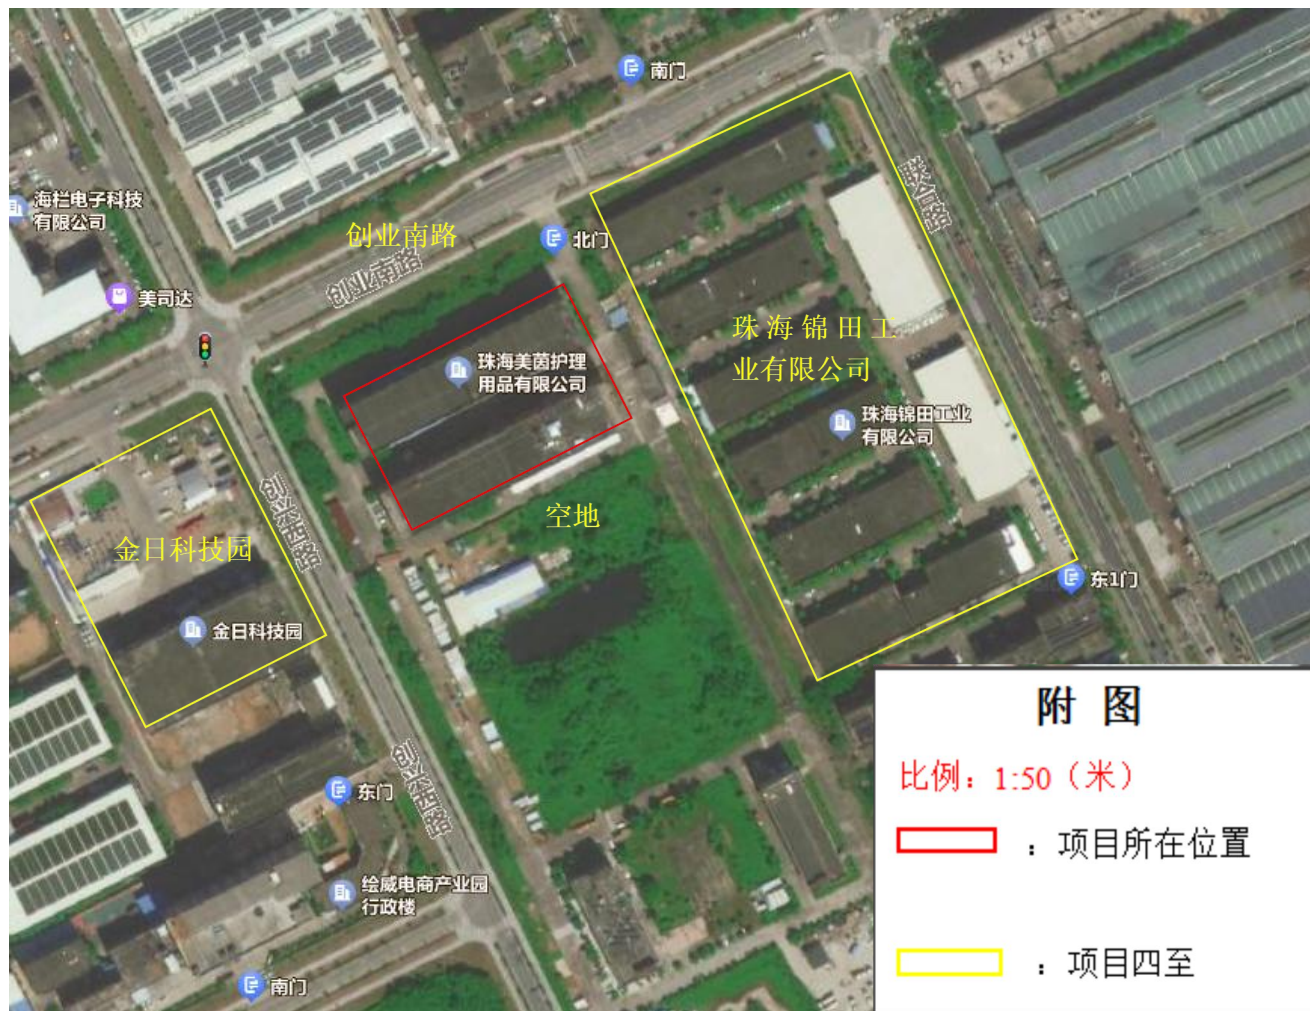 南门
海栏电子科技
有限公司
联合路
创业南路
北门
创业南路
美司达
珠海锦田工
业有限公司
珠海美茵护理
用品有限公司
珠海锦田工业
有限公司
创兴西路
空地
金日科技园
东1门
金日科技园
附 图
创兴西路
比例：1:50（米）
东门
：项目所在位置
绘威电商产业园
行政楼
：项目四至
南门